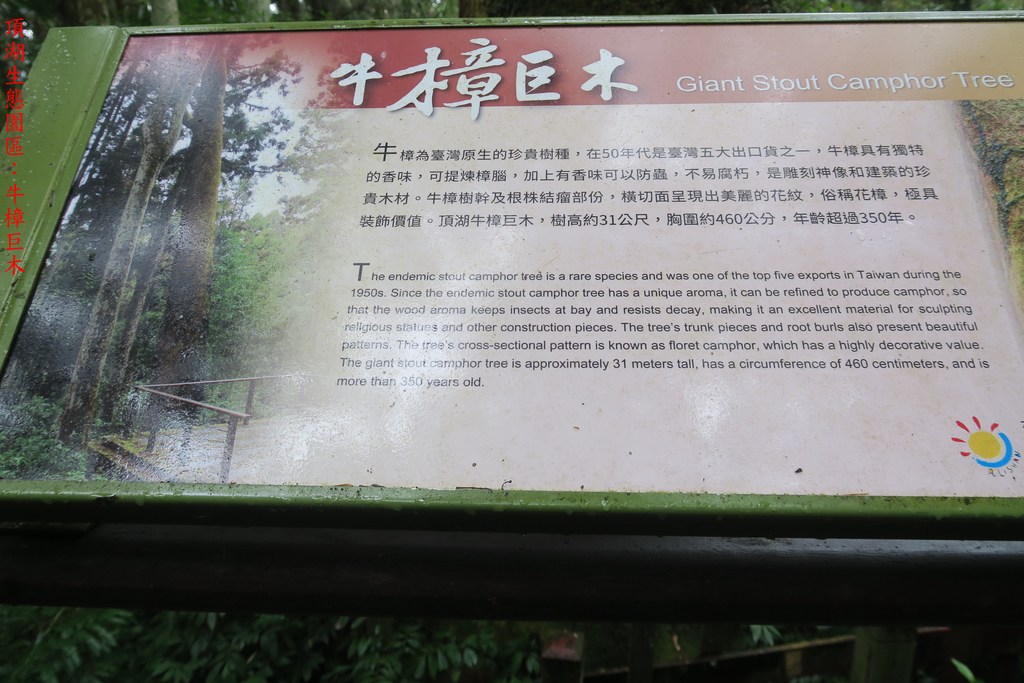 頂湖生態園區：牛樟巨木
牛樟巨木
Giant Stout Camphor Tree
牛樟為臺灣原生的珍貴樹種，在50年代是臺灣五大出口貨之一，牛樟具有獨特
的香味，可提煉樟腦，加上有香味可以防蟲，不易腐朽，是雕刻神像和建築的珍
貴木材。牛樟樹幹及根株結瘤部份，橫切面呈現出美麗的花紋，俗稱花樟，極具
裝飾價值。頂湖牛樟巨木，樹高約31公尺，胸圍約460公分，年齡超過350年。
The endemic stout camphor tree is a rare species and was one of the top five exports in Taiwan during the
1950s. Since the endemic stout camphor tree has a unique aroma, it can be refined to produce camphor, so
that the wood aroma keeps insects at bay and resists decay, making it an excellent material for sculpting
religious statues and other construction pieces. The tree's trunk pieces and root burls also present beautiful
patterns. The tree's cross-sectional pattern is known as floret camphor, which has a highly decorative value.
The giant stout camphor tree is approximately 31 meters tall, has a circumference of 460 centimeters, and is
more than 350 years old.
ALISHAN